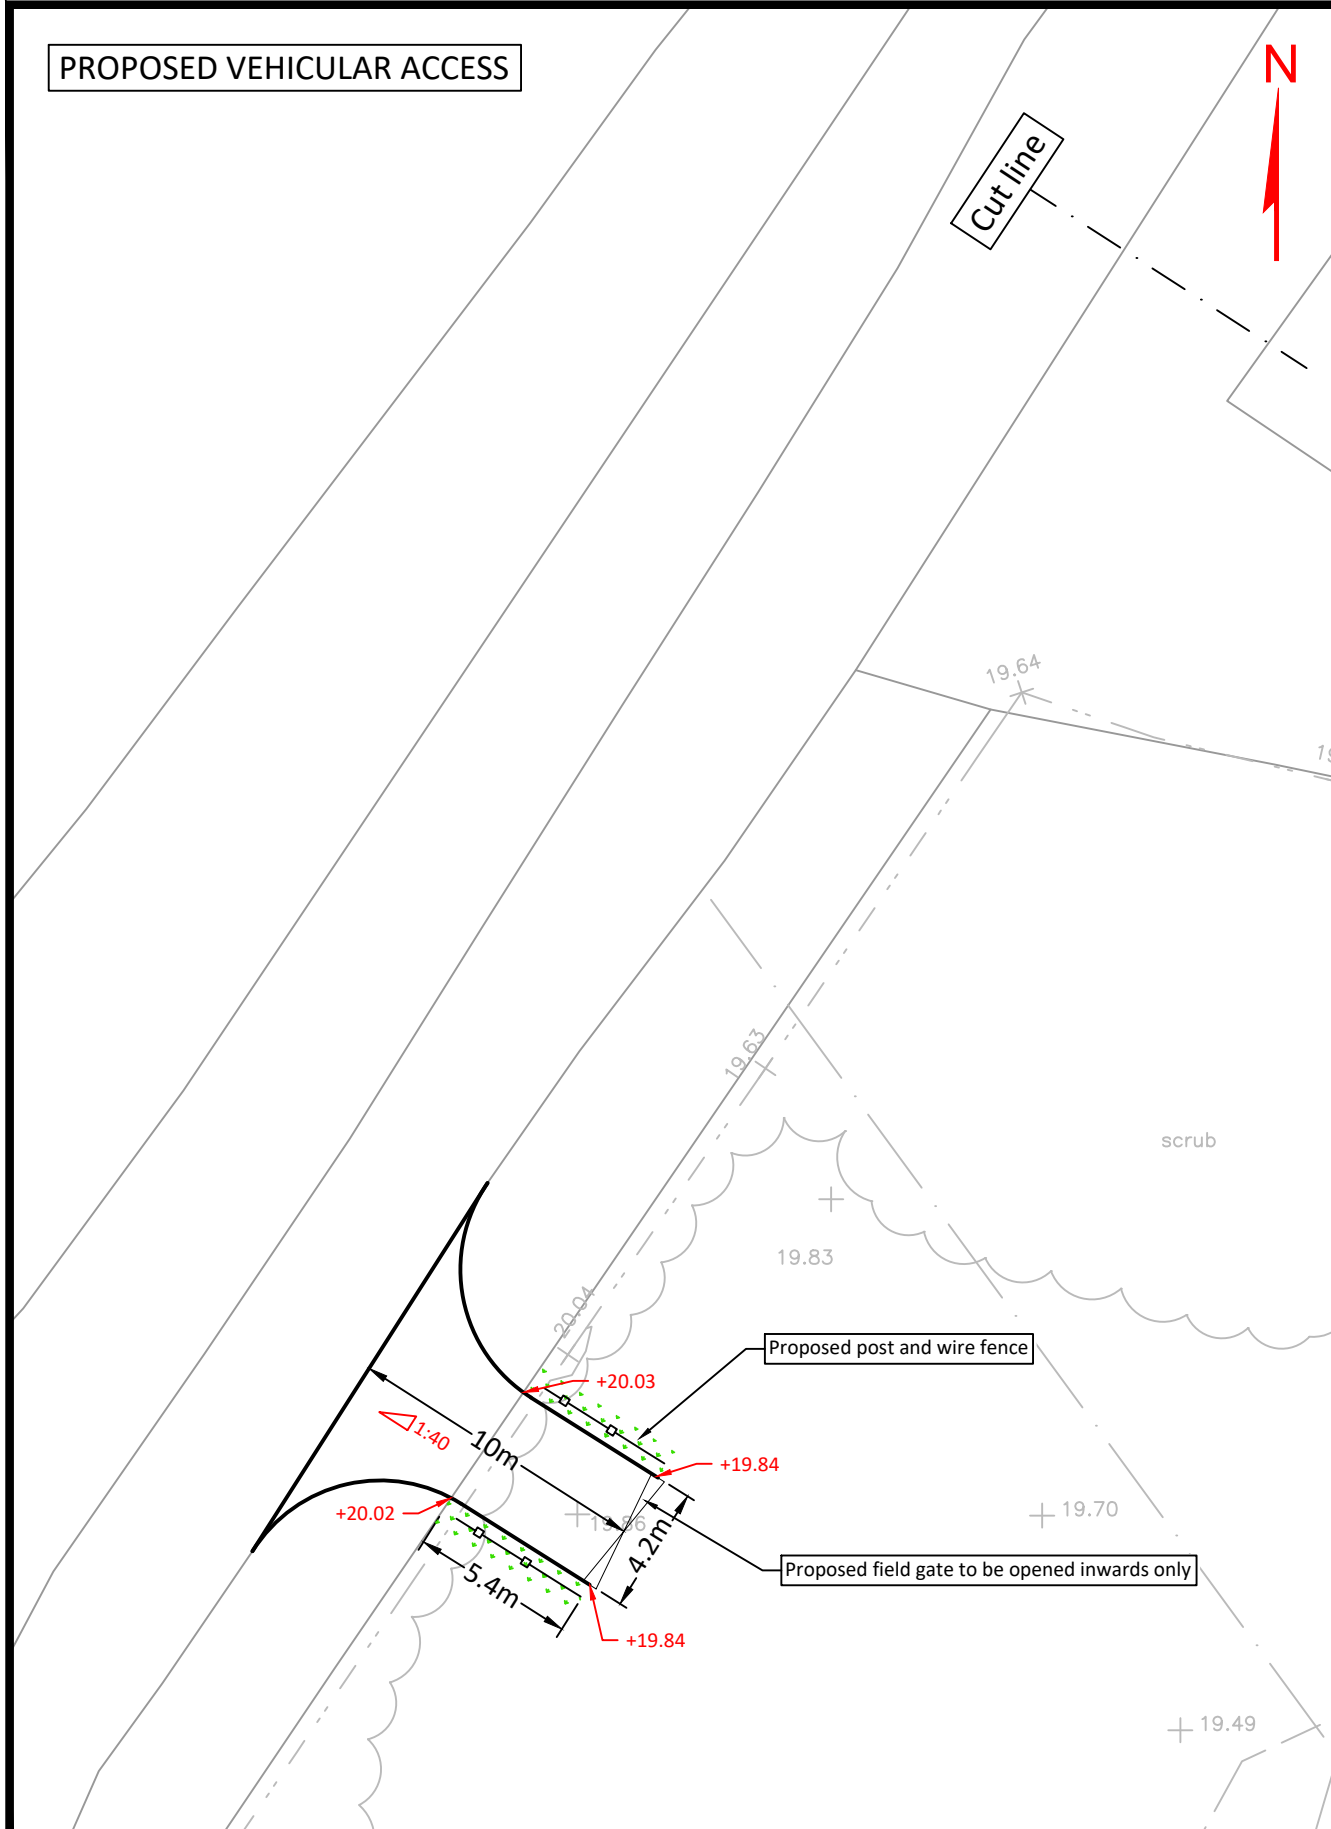 PROPOSED VEHICULAR ACCESS
N
Cut line
19.64
19.63
scrub
19.83
20.04
Proposed post and wire fence
+20.03
1:40
10m
+19.84
+20.02
19.86
4.2m
19.70
5.4m
Proposed field gate to be opened inwards only
+19.84
19.49